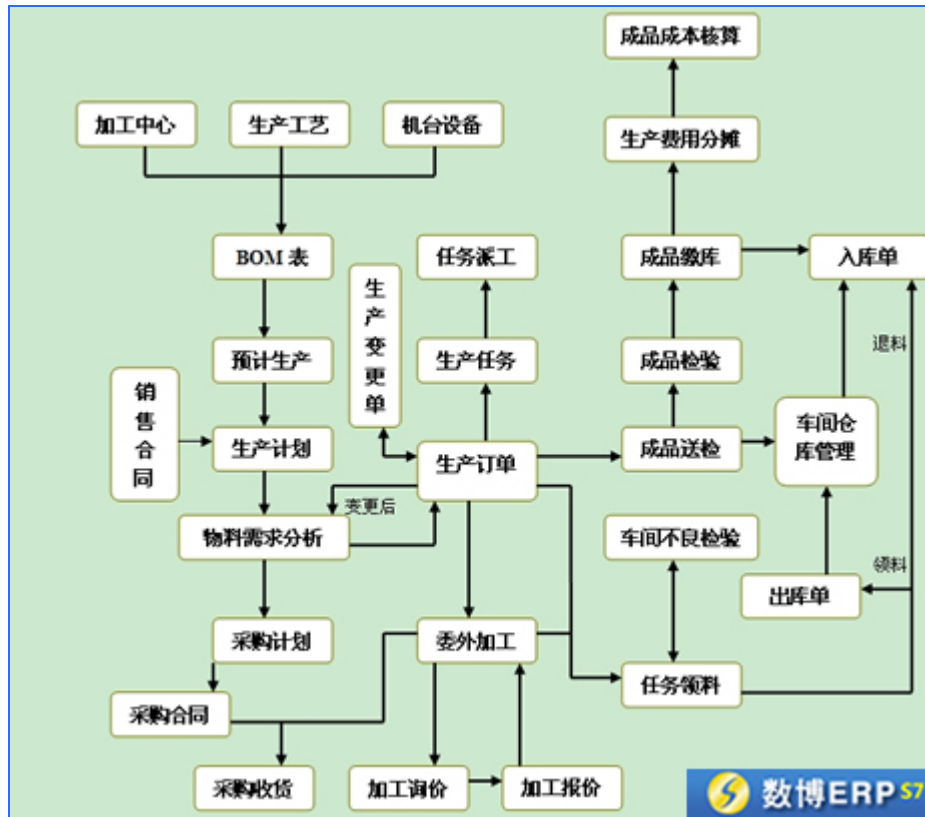 成品成本核算
加工中心
生产工艺
机台设备
生产费用分摊
BOM 表
任务派工
成品缴库
入库单
生产变更单
退料
预计生产
生产任务
成品检验
销售合同
车间仓
库管理
生产计划
生产订单
成品送检
变更后
物料需求分析
车间不良检验
领料
出库单
采购计划
委外加工
任务领料
采购合同
采购收货
加工询价
加工报价
数博ERP S7